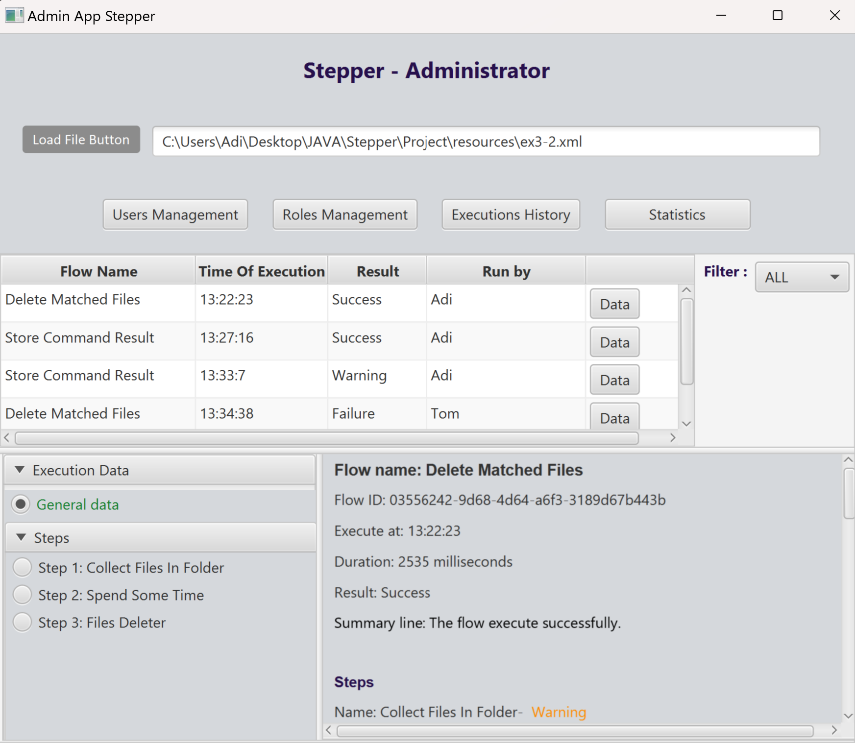 Admin App Stepper
Stepper - Administrator
Load File Button C:\Users\Adi\Desktop\JAVA\Stepper\Project\resources\ex3-2.xml
Users Management Roles Management Executions History Statistics
Flow Name Time Of Execution Result Run by Filter : ALL
Delete Matched Files 13:22:23 Success Adi Data
Store Command Result 13:27:16 Success Adi Data
Store Command Result 13:33:7 Warning Adi Data
Delete Matched Files 13:34:38 Failure Tom Data
Execution Data
General data
Steps
Step 1: Collect Files In Folder
Step 2: Spend Some Time
Step 3: Files Deleter
Flow name: Delete Matched Files
Flow ID: 03556242-9d68-4d64-a6f3-3189d67b443b
Execute at: 13:22:23
Duration: 2535 milliseconds
Result: Success
Summary line: The flow execute successfully.
Steps
Name: Collect Files In Folder- Warning